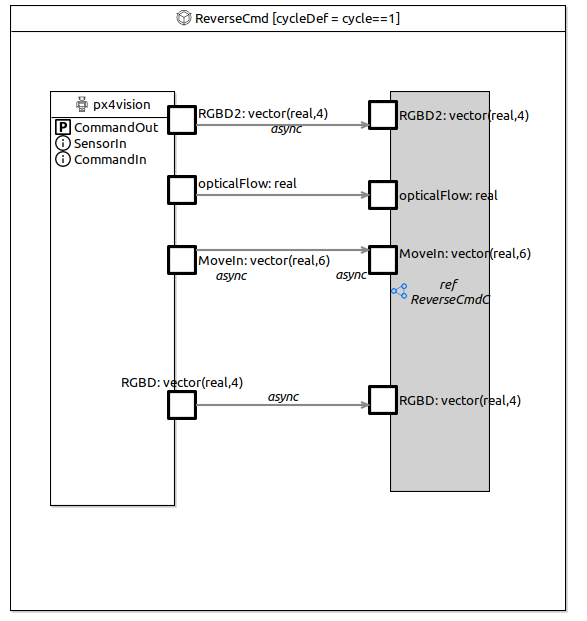 ReverseCmd [cycleDef = cycle==1]
px4vision
P CommandOut
i SensorIn
i CommandIn
RGBD2: vector(real,4)
async
RGBD2: vector(real,4)
opticalFlow: real
opticalFlow: real
MoveIn: vector(real,6)
async
async
MoveIn: vector(real,6)
ref
ReverseCmdC
RGBD: vector(real,4)
async
RGBD: vector(real,4)